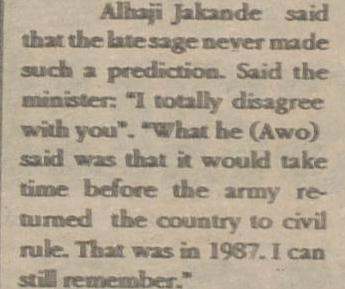 Alhaji Jakande said
that the late sage never made
such a prediction. Said the
minister: "I totally disagree
with you". "What he (Awo)
said was that it would take
time before the army re-
turned the country to civil
rule. That was in 1987. I can
still remember."